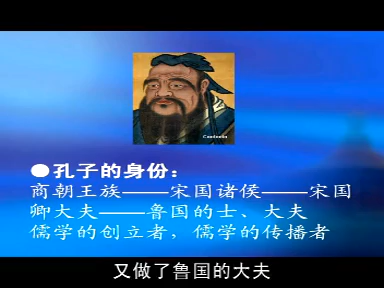 Confucius
●孔子的身份：
商朝王族——宋国诸侯——宋国
卿大夫——鲁国的士、大夫
儒学的创立者，儒学的传播者
又做了鲁国的大夫